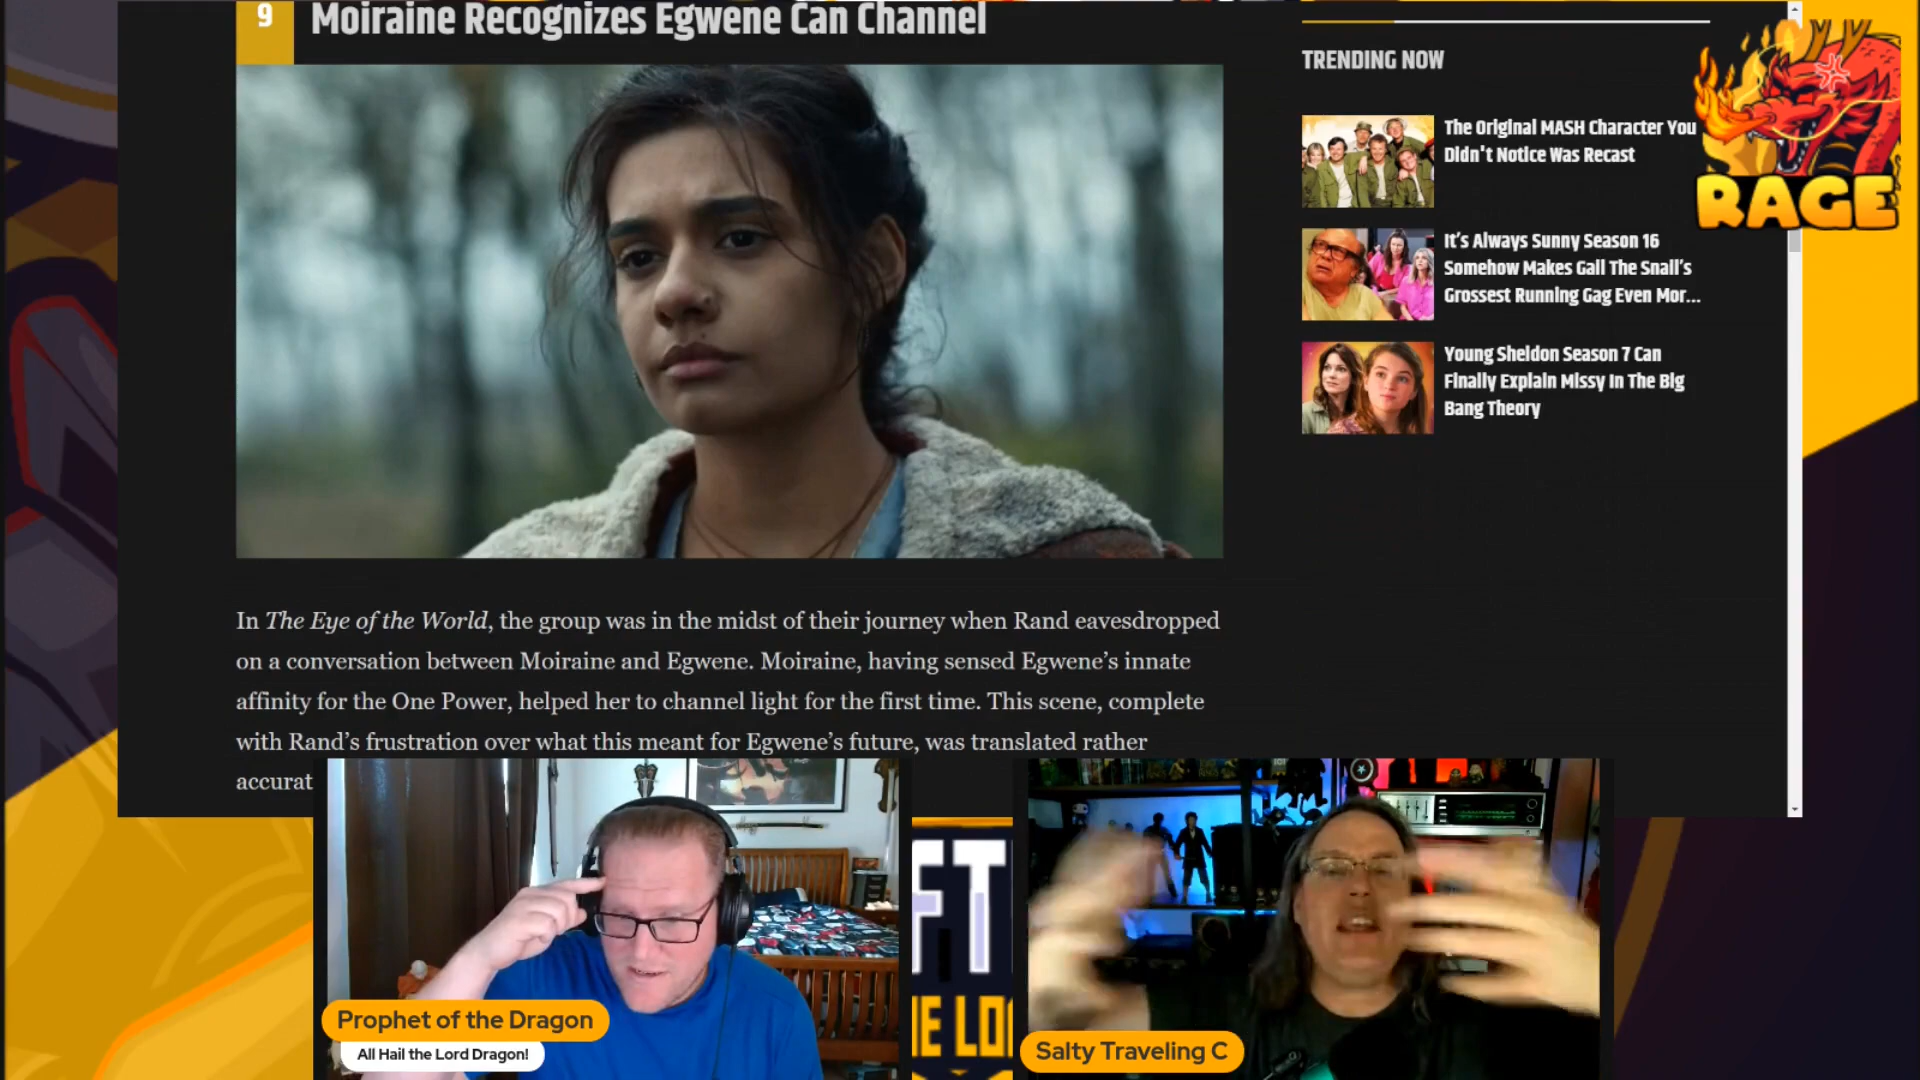 9
Moiraine Recognizes Egwene Can Channel
In The Eye of the World, the group was in the midst of their journey when Rand eavesdropped
on a conversation between Moiraine and Egwene. Moiraine, having sensed Egwene’s innate
affinity for the One Power, helped her to channel light for the first time. This scene, complete
with Rand’s frustration over what this meant for Egwene’s future, was translated rather
accurat
TRENDING NOW
The Original MASH Character You
Didn't Notice Was Recast
It’s Always Sunny Season 16
Somehow Makes Gail The Snail’s
Grossest Running Gag Even Mor...
Young Sheldon Season 7 Can
Finally Explain Missy In The Big
Bang Theory
RAGE
Prophet of the Dragon
All Hail the Lord Dragon!
FT
E LO
Salty Traveling C